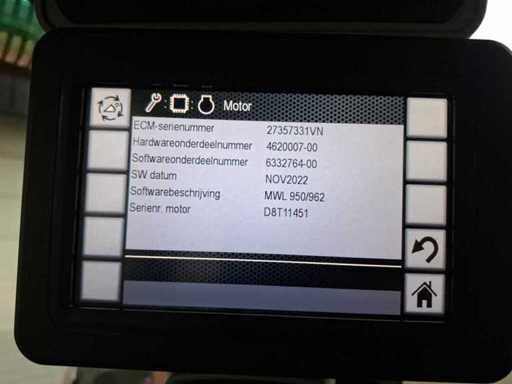 Motor
ECM-serienummer 27357331VN
Hardwareonderdeelnummer 4620007-00
Softwareonderdeelnummer 6332764-00
SW datum NOV2022
Softwarebeschrijving MWL 950/962
Serienr. motor D8T11451